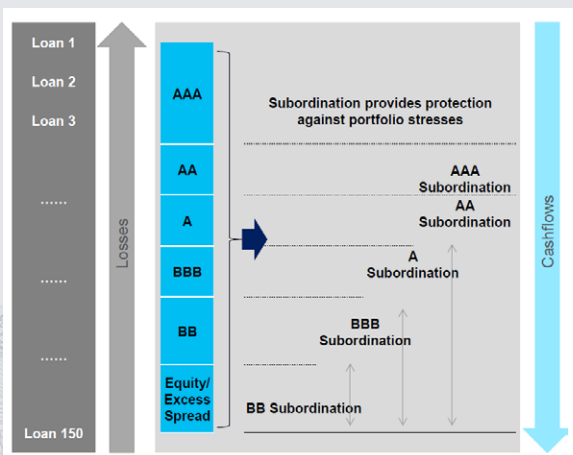 Loan 1
Loan 2
Loan 3
......
......
......
Loan 150
Losses
AAA
AA
A
BBB
BB
Equity/
Excess
Spread
Subordination provides protection
against portfolio stresses
AAA
Subordination
AA
Subordination
A
Subordination
BBB
Subordination
BB Subordination
Cashflows